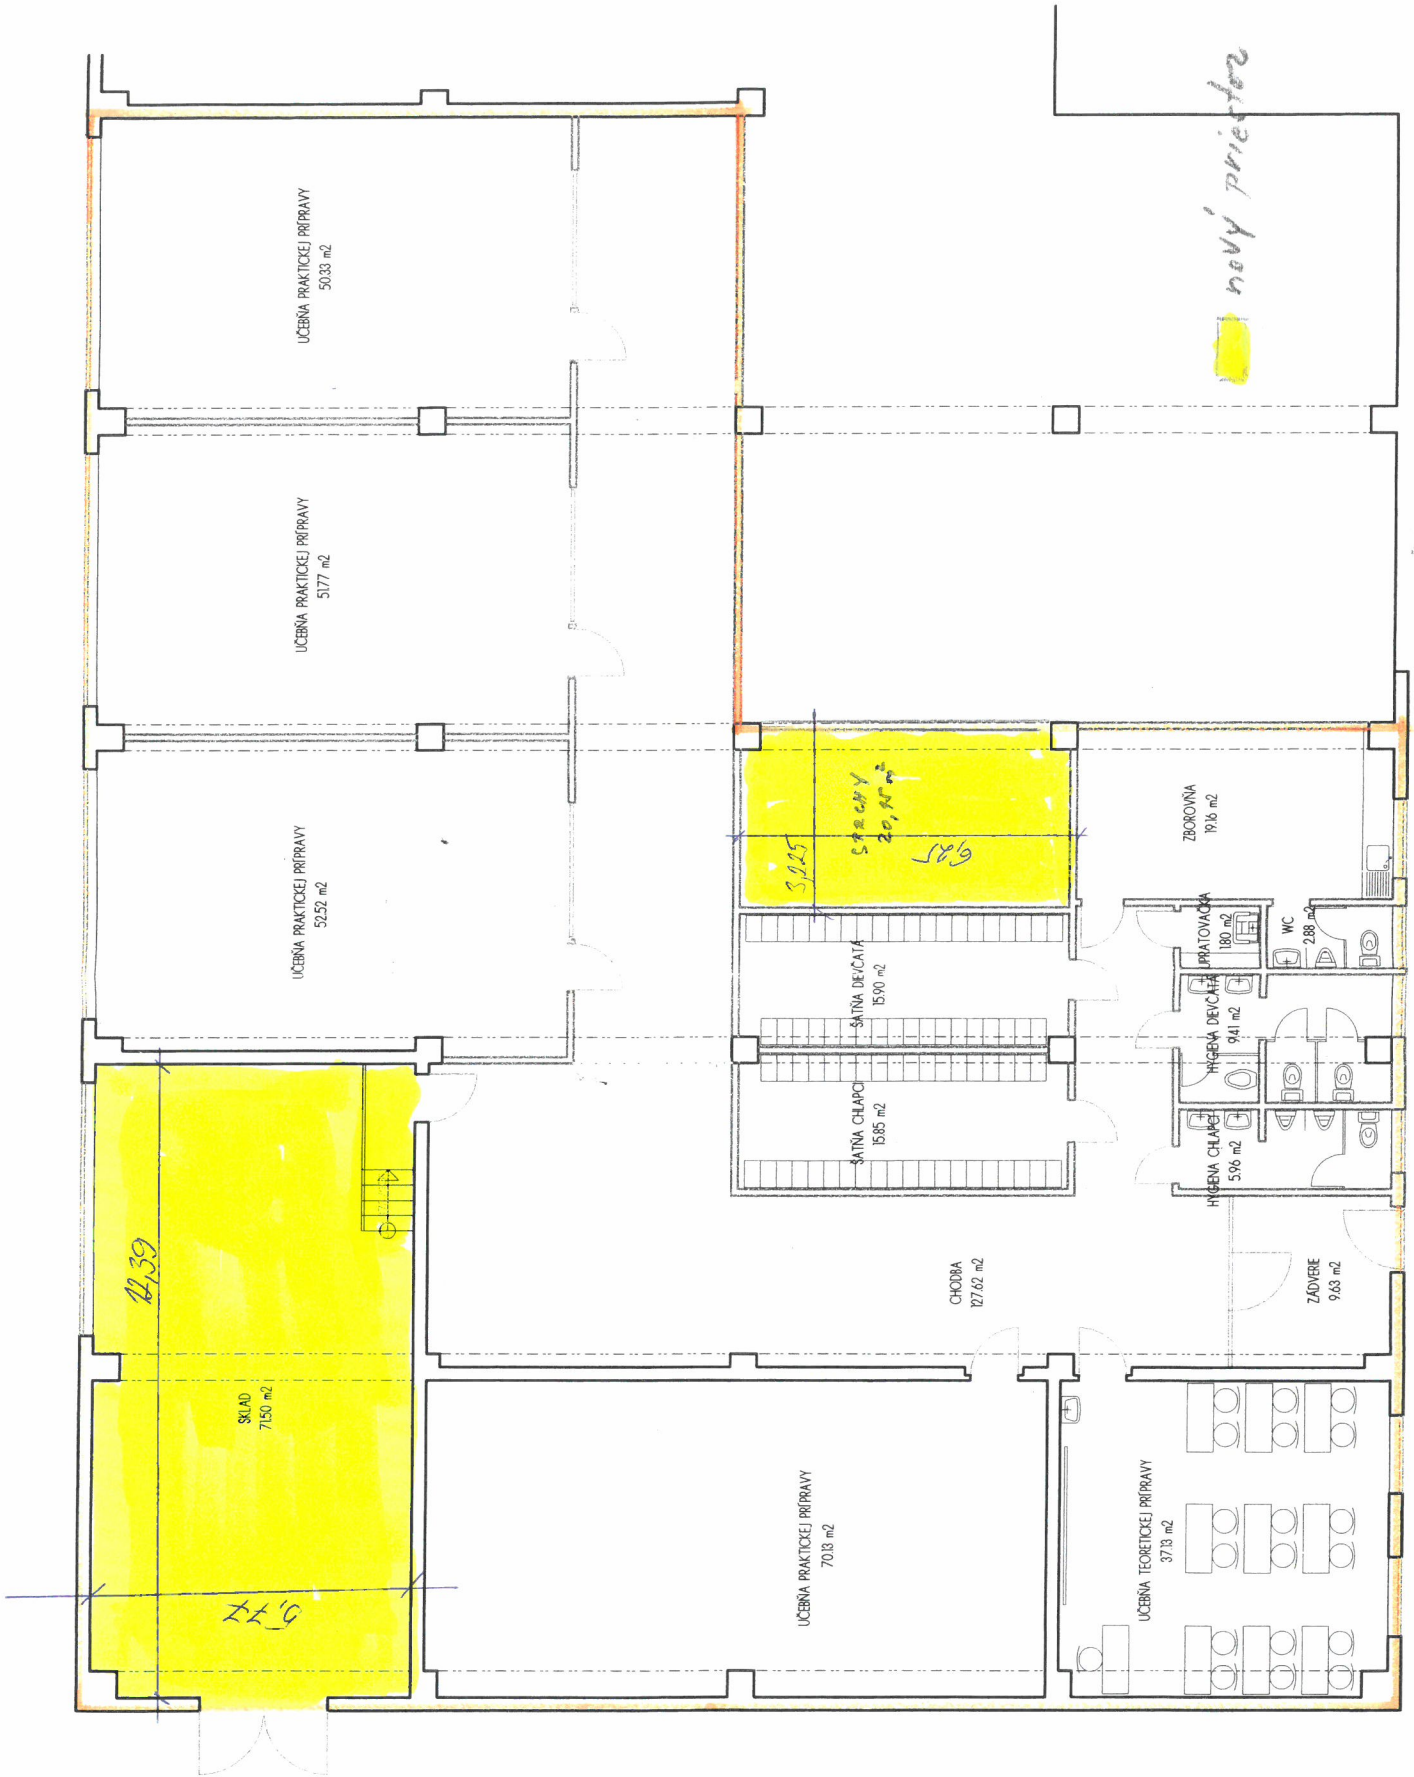 nový priestor
UČEBŇA PRAKTICKEJ PRÍPRAVY
50.33 m2
UČEBŇA PRAKTICKEJ PRÍPRAVY
51.77 m2
UČEBŇA PRAKTICKEJ PRÍPRAVY
52.52 m2
3,225
SPRCHY
6,25
ZBOROVŇA
19.16 m2
UPRATOVAČKA
1.80 m2
WC
2.88 m2
ŠATŇA DIEVČATÁ
15.90 m2
HYGIENA DIEVČATÁ
9.41 m2
ŠATŇA CHLAPCI
15.85 m2
HYGIENA CHLAPCI
5.96 m2
12,39
SKLAD
71.50 m2
5,77
CHODBA
127.62 m2
ZÁDVERIE
9.63 m2
UČEBŇA PRAKTICKEJ PRÍPRAVY
70.13 m2
UČEBŇA TEORETICKEJ PRÍPRAVY
37.13 m2